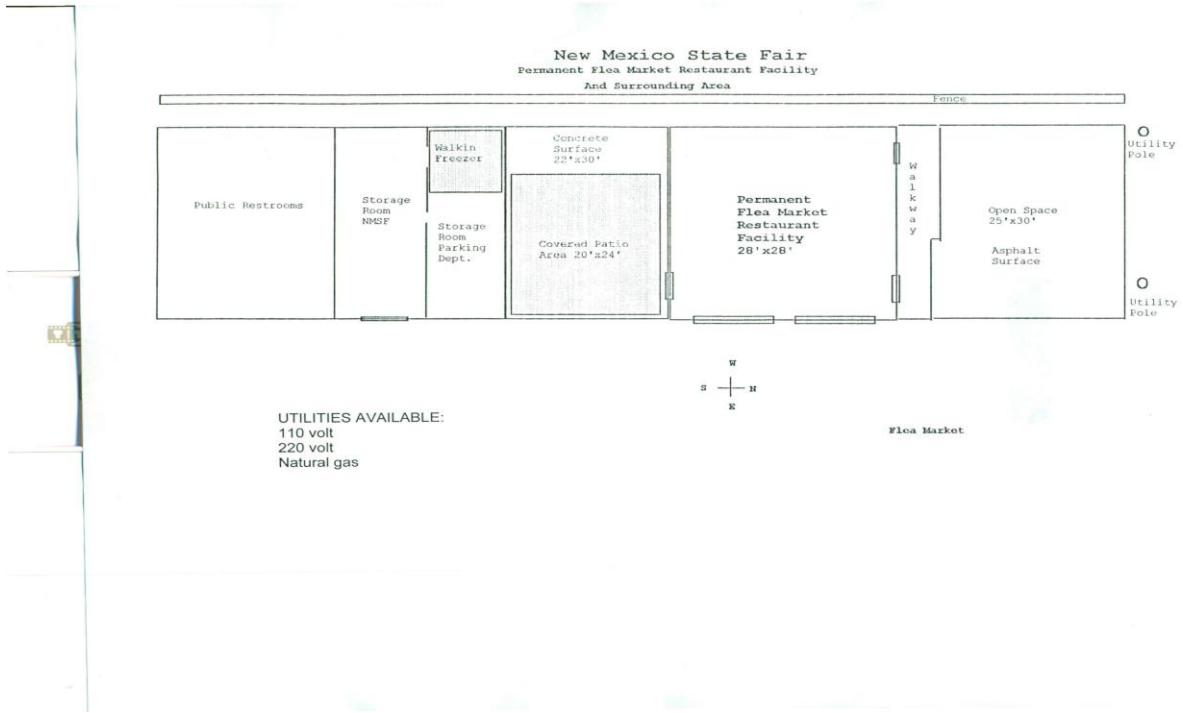 New Mexico State Fair
Permanent Flea Market Restaurant Facility
And Surrounding Area
Fence
O
Utility
Pole
Concrete
Surface
22'x30'
Walkin
Freezer
Public Restrooms
Storage
Room
NMSF
Storage
Room
Parking
Dept.
Covered Patio
Area 20'x24'
Permanent
Flea Market
Restaurant
Facility
28'x28'
W
a
l
k
w
a
y
Open Space
25'x30'
Asphalt
Surface
O
Utility
Pole
W
S
N
E
UTILITIES AVAILABLE:
110 volt
220 volt
Natural gas
Flea Market